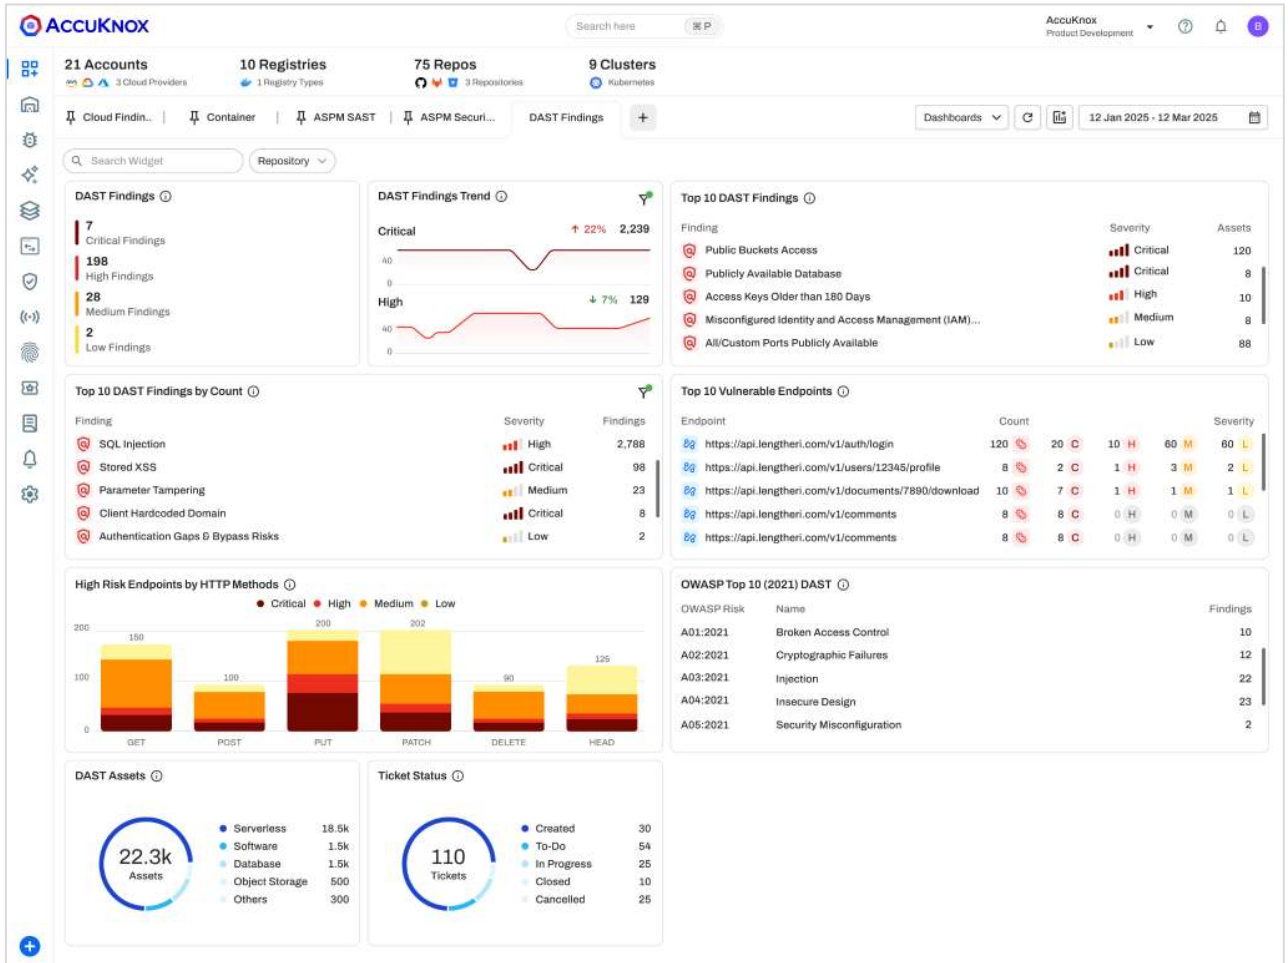 ACCUKNOX
Search here
⌘ P
AccuKnox
Product Development
B
21 Accounts
3 Cloud Providers
10 Registries
1 Registry Types
75 Repos
3 Repositories
9 Clusters
Kubernetes
Cloud Findin..
Container
ASPM SAST
ASPM Securi...
DAST Findings
+
Dashboards
12 Jan 2025 - 12 Mar 2025
Search Widget
Repository
DAST Findings
7
Critical Findings
198
High Findings
28
Medium Findings
2
Low Findings
DAST Findings Trend
Critical ↑ 22% 2,239
40
0
High ↓ 7% 129
40
0
Top 10 DAST Findings
Finding Severity Assets
Public Buckets Access Critical 120
Publicly Available Database Critical 8
Access Keys Older than 180 Days High 10
Misconfigured Identity and Access Management (IAM)... Medium 8
All/Custom Ports Publicly Available Low 88
Top 10 DAST Findings by Count
Finding Severity Findings
SQL Injection High 2,788
Stored XSS Critical 98
Parameter Tampering Medium 23
Client Hardcoded Domain Critical 8
Authentication Gaps & Bypass Risks Low 2
Top 10 Vulnerable Endpoints
Endpoint Count Severity
https://api.lengtheri.com/v1/auth/login 120 20 C 10 H 60 M 60 L
https://api.lengtheri.com/v1/users/12345/profile 8 2 C 1 H 3 M 2 L
https://api.lengtheri.com/v1/documents/7890/download 10 7 C 1 H 1 M 1 L
https://api.lengtheri.com/v1/comments 8 8 C 0 H 0 M 0 L
https://api.lengtheri.com/v1/comments 8 8 C 0 H 0 M 0 L
High Risk Endpoints by HTTP Methods
Critical High Medium Low
200
100
0
150
100
200
202
90
125
GET POST PUT PATCH DELETE HEAD
OWASP Top 10 (2021) DAST
OWASP Risk Name Findings
A01:2021 Broken Access Control 10
A02:2021 Cryptographic Failures 12
A03:2021 Injection 22
A04:2021 Insecure Design 23
A05:2021 Security Misconfiguration 2
DAST Assets
22.3k
Assets
Serverless 18.5k
Software 1.5k
Database 1.5k
Object Storage 500
Others 300
Ticket Status
110
Tickets
Created 30
To-Do 54
In Progress 25
Closed 10
Cancelled 25